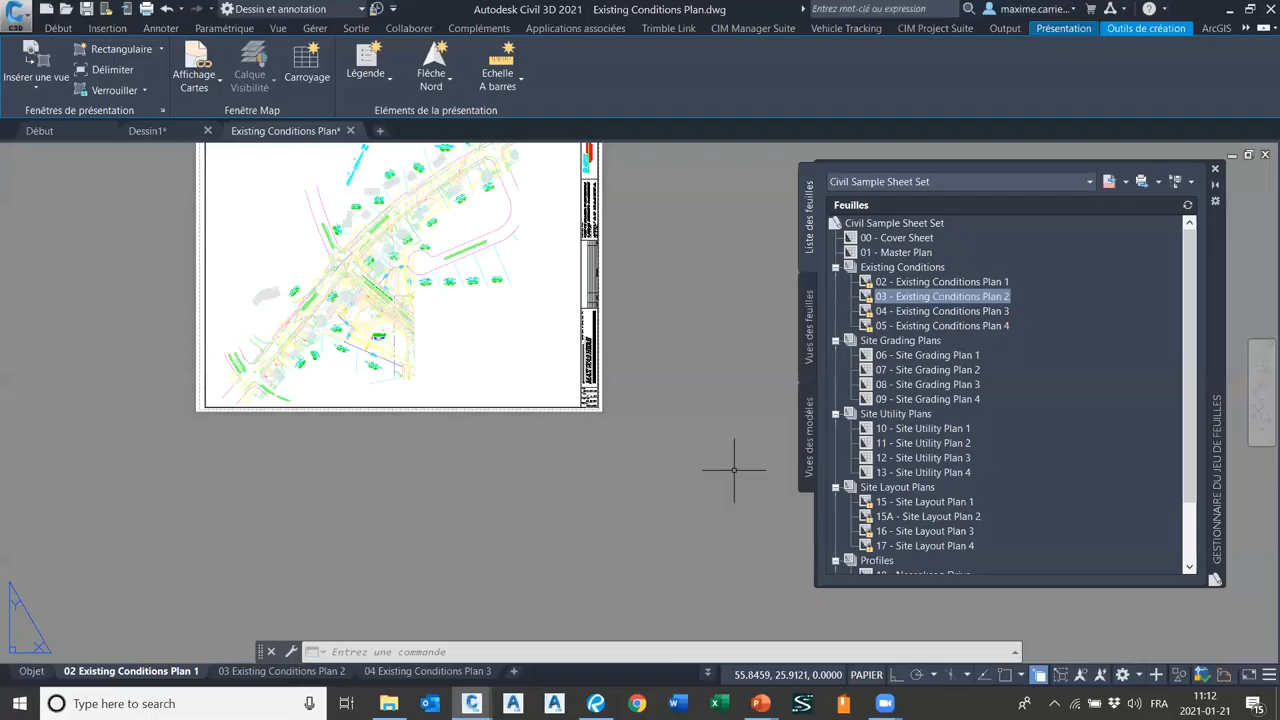 Dessin et annotation
Autodesk Civil 3D 2021 Existing Conditions Plan.dwg
Entrez mot-clé ou expression
maxime.carrie...
C3D
Début Insertion Annoter Paramétrique Vue Gérer Sortie Collaborer Compléments Applications associées Trimble Link CIM Manager Suite Vehicle Tracking CIM Project Suite Output Présentation Outils de création ArcGIS
Insérer une vue
Rectangulaire
Délimiter
Verrouiller
Affichage Cartes
Calque Visibilité
Carroyage
Légende
Flèche Nord
Echelle A barres
Fenêtres de présentation
Fenêtre Map
Eléments de la présentation
Début
Dessin1*
Existing Conditions Plan*
Liste des feuilles
Vues des feuilles
Vues des modèles
Civil Sample Sheet Set
Feuilles
Civil Sample Sheet Set
00 - Cover Sheet
01 - Master Plan
Existing Conditions
02 - Existing Conditions Plan 1
03 - Existing Conditions Plan 2
04 - Existing Conditions Plan 3
05 - Existing Conditions Plan 4
Site Grading Plans
06 - Site Grading Plan 1
07 - Site Grading Plan 2
08 - Site Grading Plan 3
09 - Site Grading Plan 4
Site Utility Plans
10 - Site Utility Plan 1
11 - Site Utility Plan 2
12 - Site Utility Plan 3
13 - Site Utility Plan 4
Site Layout Plans
15 - Site Layout Plan 1
15A - Site Layout Plan 2
16 - Site Layout Plan 3
17 - Site Layout Plan 4
Profiles
GESTIONNAIRE DU JEU DE FEUILLES
Y
X
Entrez une commande
Objet 02 Existing Conditions Plan 1 03 Existing Conditions Plan 2 04 Existing Conditions Plan 3
55.8459, 25.9121, 0.0000 PAPIER
Type here to search
FR
11:12
2021-01-21
15